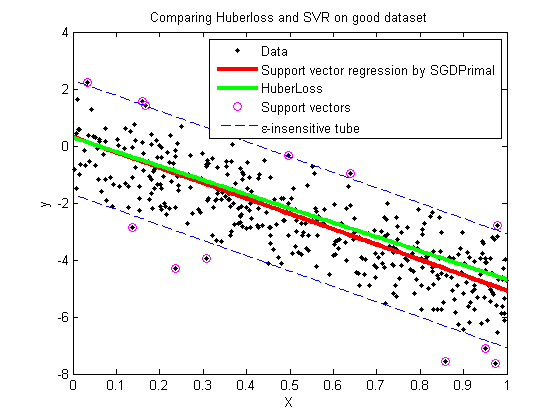 Comparing Huberloss and SVR on good dataset
4
2
0
-2
-4
-6
-8
y
Data
Support vector regression by SGDPrimal
HuberLoss
Support vectors
ε-insensitive tube
0 0.1 0.2 0.3 0.4 0.5 0.6 0.7 0.8 0.9 1
X